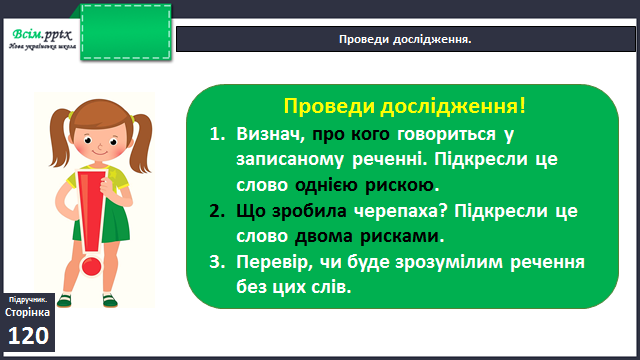 Всім.pptx
Нова українська школа
Проведи дослідження.
Проведи дослідження!
1. Визнач, про кого говориться у
записаному реченні. Підкресли це
слово однією рискою.
2. Що зробила черепаха? Підкресли це
слово двома рисками.
3. Перевір, чи буде зрозумілим речення
без цих слів.
Підручник.
Сторінка
120